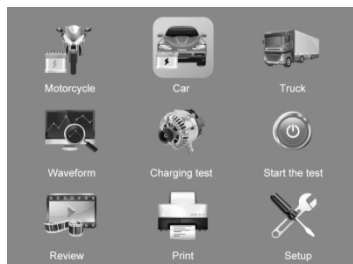 Motorcycle
Car
Truck
Waveform
Charging test
Start the test
Review
Print
Setup